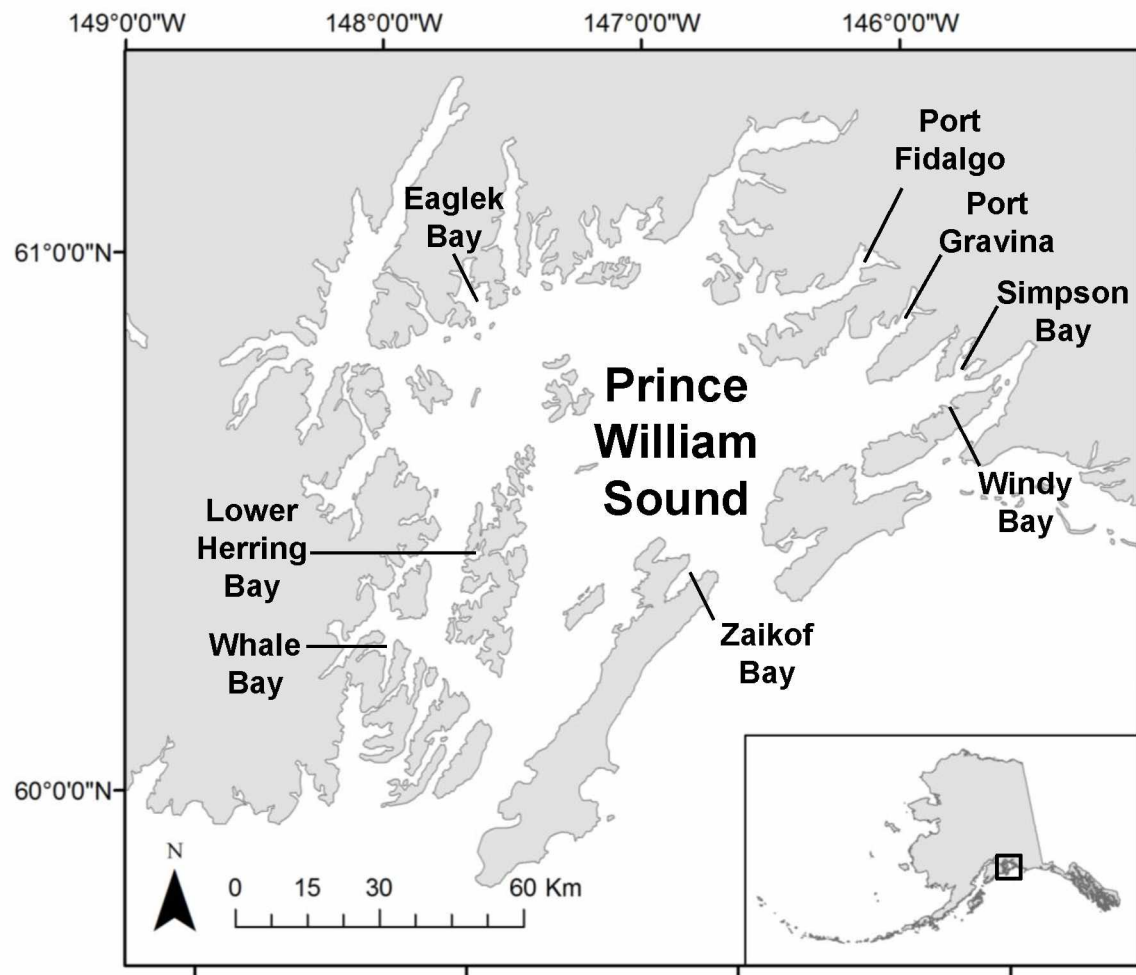 149°0'0"W 148°0'0"W 147°0'0"W 146°0'0"W
Port
Fidalgo
Eaglek
Bay
Port
Gravina
61°0'0"N
Simpson
Bay
Prince
William
Sound
Windy
Bay
Lower
Herring
Bay
Whale
Bay
Zaikof
Bay
60°0'0"N
N
0 15 30 60 Km